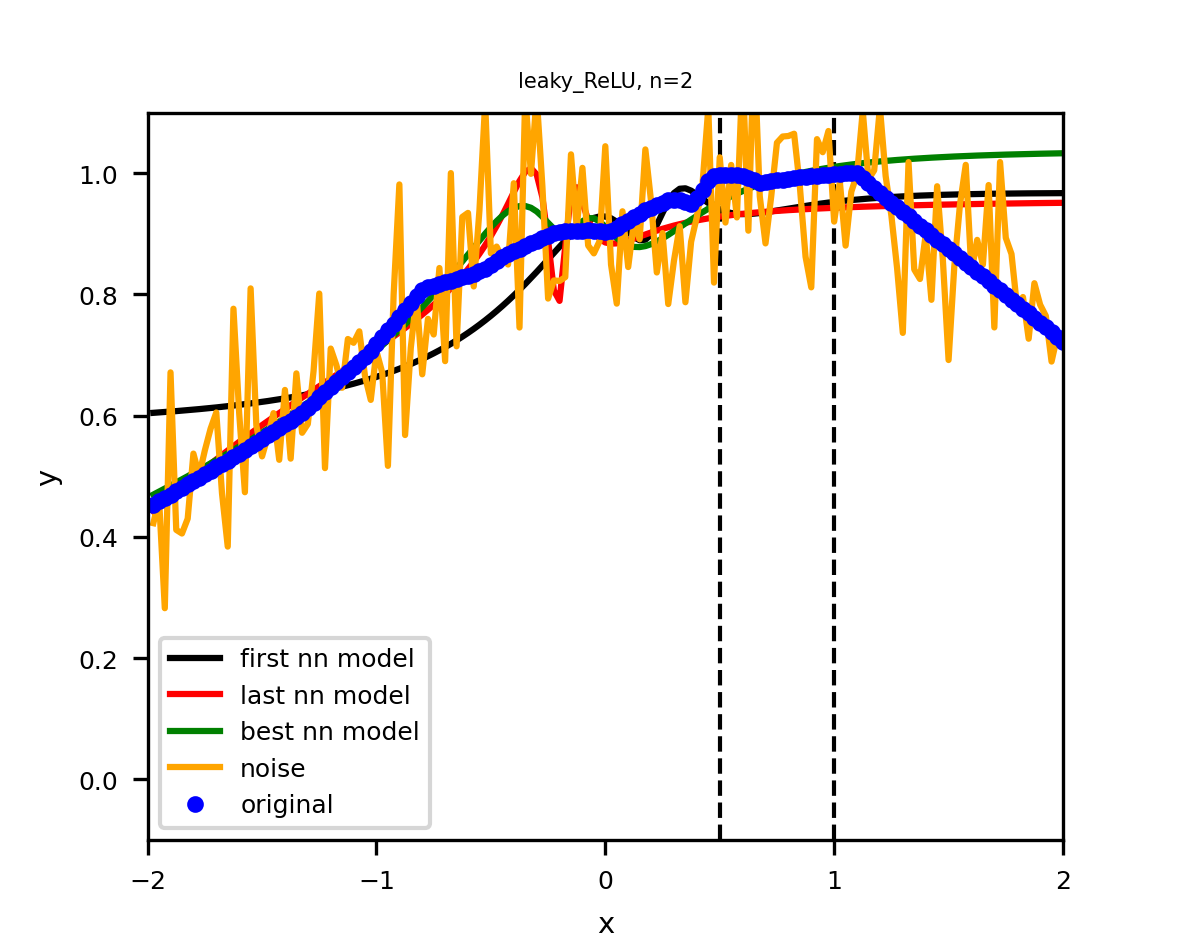 leaky_ReLU, n=2
1.0
0.8
0.6
0.4
0.2
0.0
y
first nn model
last nn model
best nn model
noise
original
−2
−1
0
1
2
x